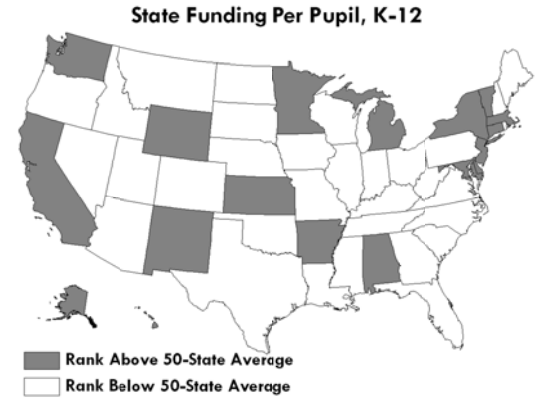 State Funding Per Pupil, K-12
Rank Above 50-State Average
Rank Below 50-State Average